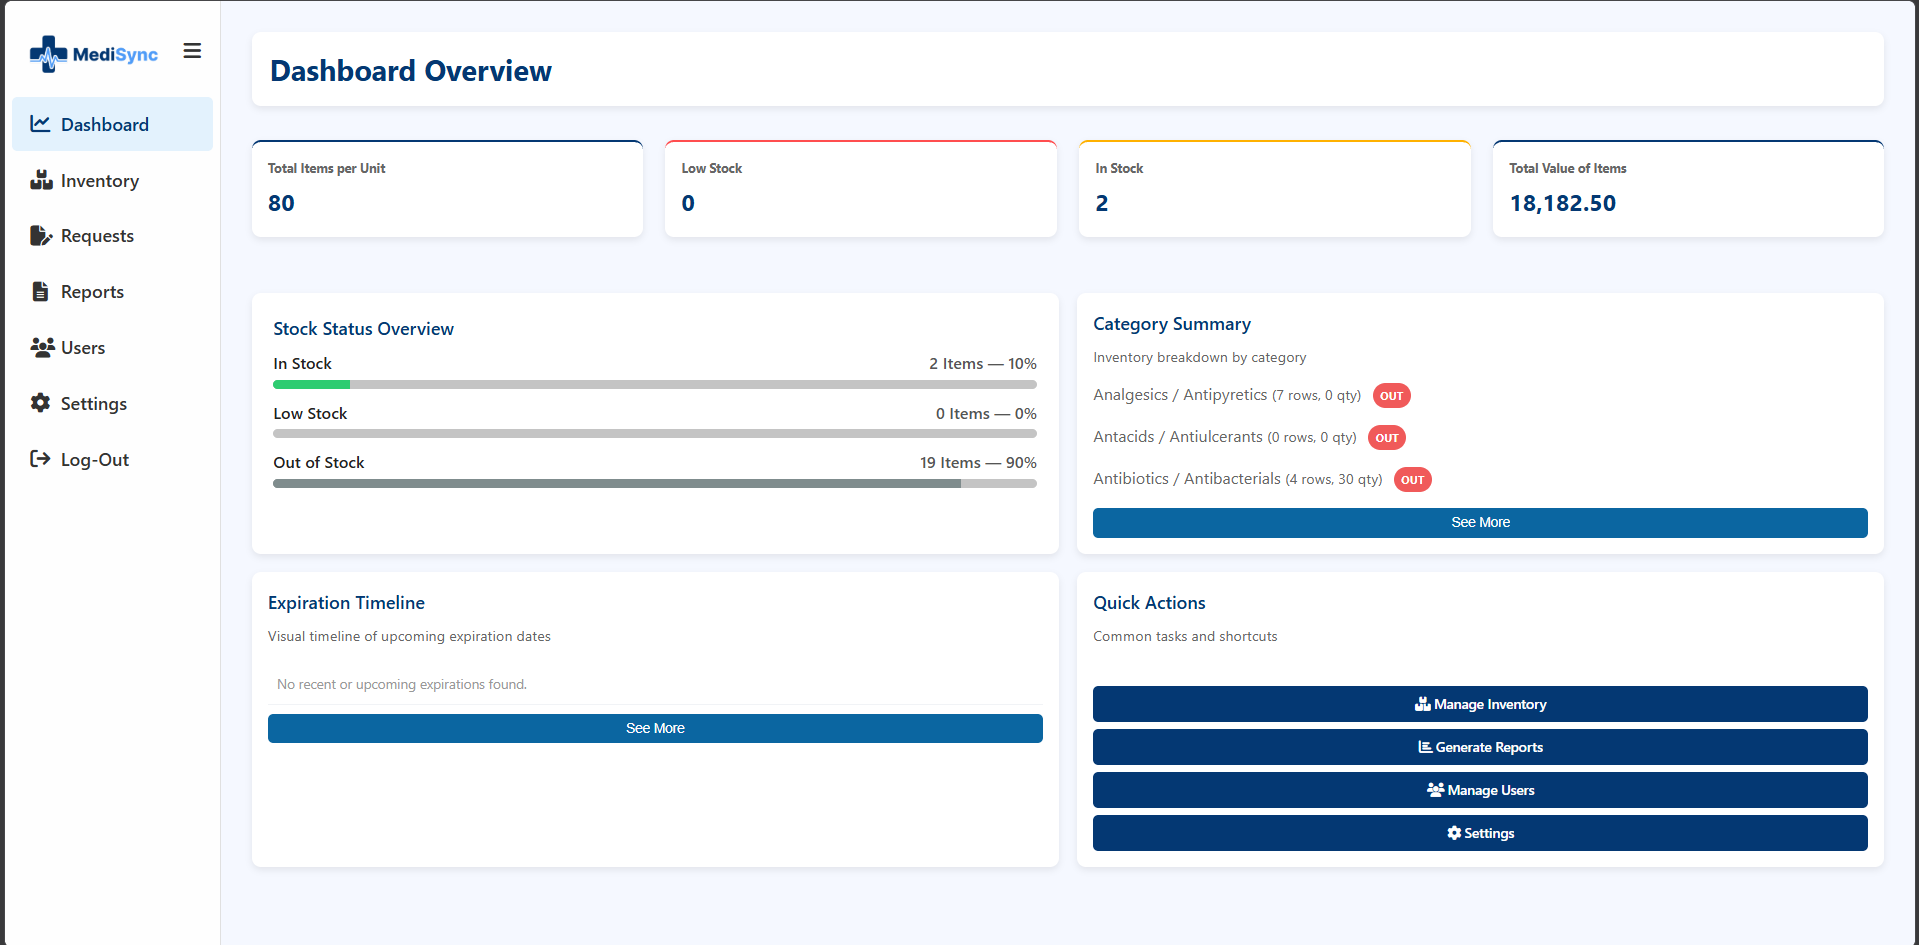 MediSync
Dashboard
Inventory
Requests
Reports
Users
Settings
Log-Out
Dashboard Overview
Total Items per Unit
80
Low Stock
0
In Stock
2
Total Value of Items
18,182.50
Stock Status Overview
In Stock
2 Items — 10%
Low Stock
0 Items — 0%
Out of Stock
19 Items — 90%
Category Summary
Inventory breakdown by category
Analgesics / Antipyretics (7 rows, 0 qty) OUT
Antacids / Antiulcerants (0 rows, 0 qty) OUT
Antibiotics / Antibacterials (4 rows, 30 qty) OUT
See More
Expiration Timeline
Visual timeline of upcoming expiration dates
No recent or upcoming expirations found.
See More
Quick Actions
Common tasks and shortcuts
Manage Inventory
Generate Reports
Manage Users
Settings